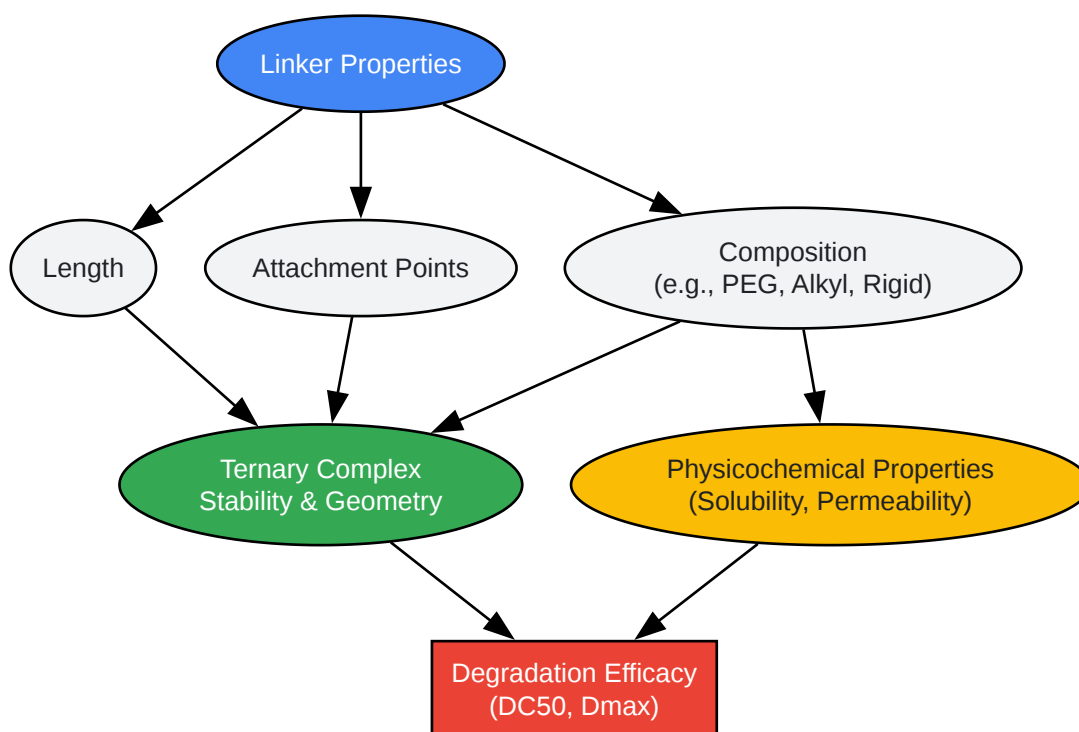 Linker Properties
Length
Attachment Points
Composition
(e.g., PEG, Alkyl, Rigid)
Ternary Complex
Stability & Geometry
Physicochemical Properties
(Solubility, Permeability)
Degradation Efficacy
(DC50, Dmax)